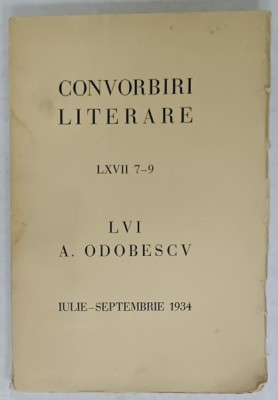 CONVORBIRI
LITERARE
LXVII 7–9
LVI
A. ODOBESCV
IULIE–SEPTEMBRIE 1934